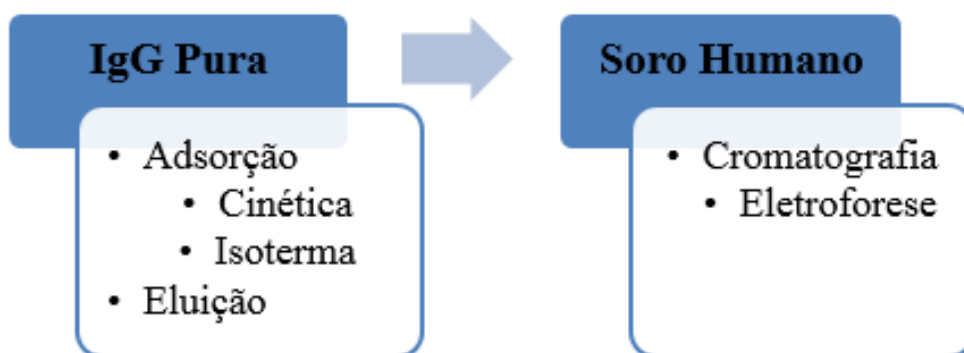 IgG Pura
• Adsorção
• Cinética
• Isoterma
• Eluição
Soro Humano
• Cromatografia
• Eletroforese